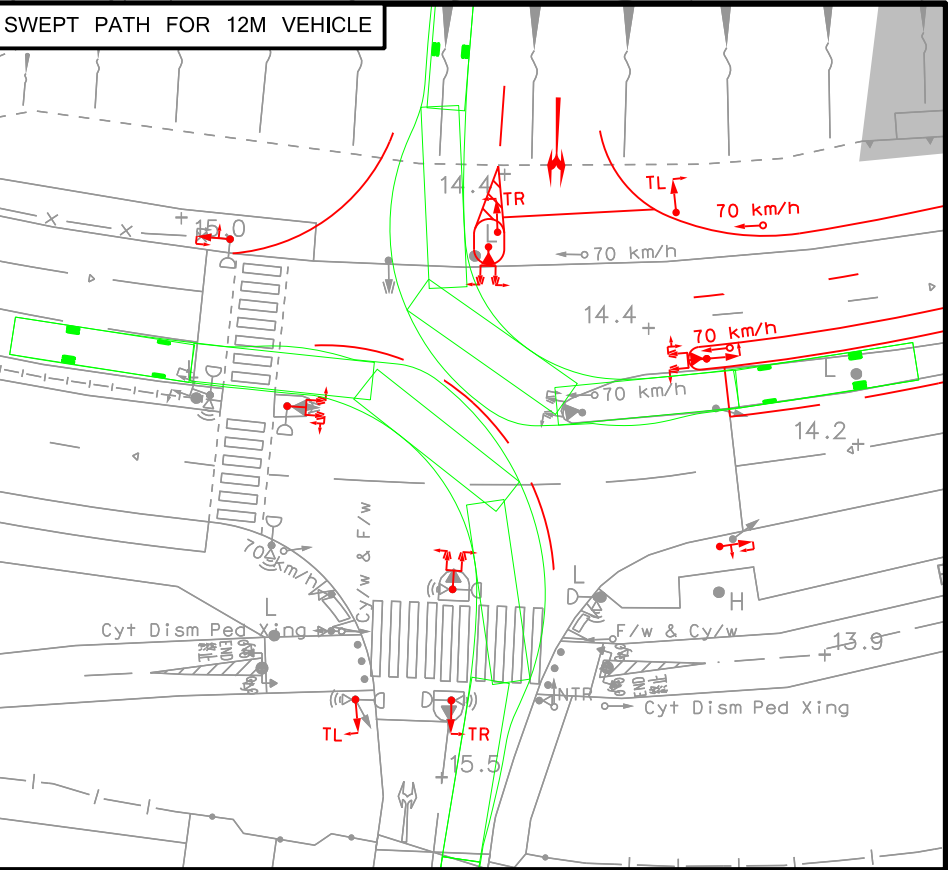 SWEPT PATH FOR 12M VEHICLE
14.4
TR
TL
70 km/h
15.0
L
70 km/h
14.4
70 km/h
L
L
70 km/h
14.2
Cy/w & F/w
70 km/h
L
H
L
Cyt Dism Ped Xing
F/w & Cy/w
13.9
END
END
NTR
Cyt Dism Ped Xing
TL
TR
15.5